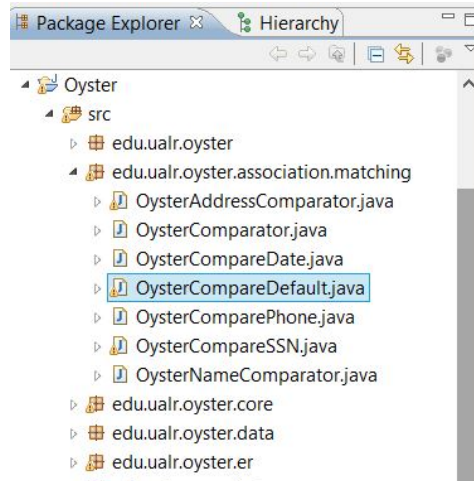 Package Explorer Hierarchy
Oyster
src
edu.ualr.oyster
edu.ualr.oyster.association.matching
OysterAddressComparator.java
OysterComparator.java
OysterCompareDate.java
OysterCompareDefault.java
OysterComparePhone.java
OysterCompareSSN.java
OysterNameComparator.java
edu.ualr.oyster.core
edu.ualr.oyster.data
edu.ualr.oyster.er